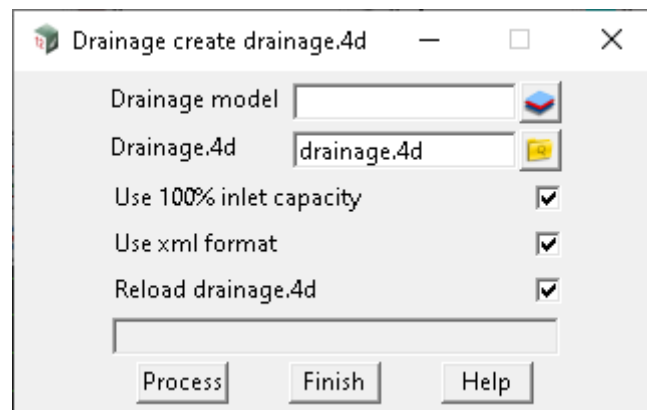 Drainage create drainage.4d
Drainage model
Drainage.4d drainage.4d
Use 100% inlet capacity
Use xml format
Reload drainage.4d
Process Finish Help